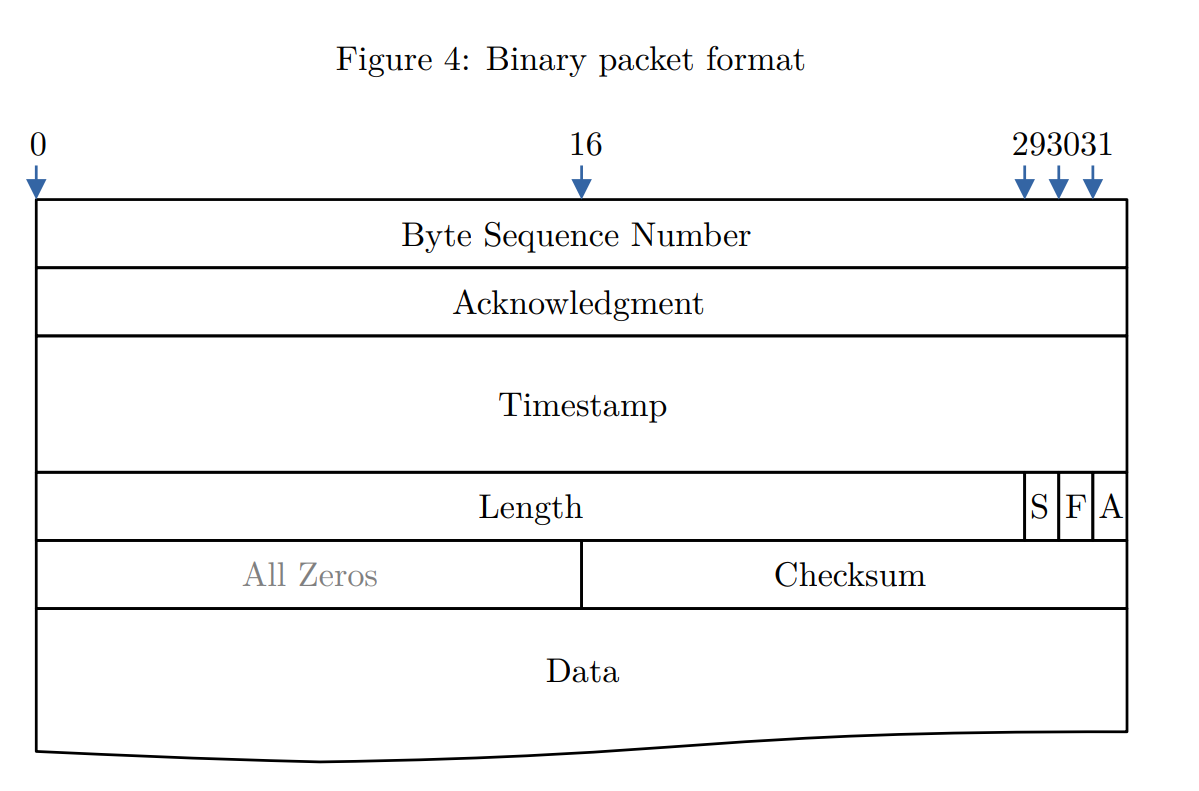 Figure 4: Binary packet format
0 16 293031
Byte Sequence Number
Acknowledgment
Timestamp
Length S F A
All Zeros Checksum
Data